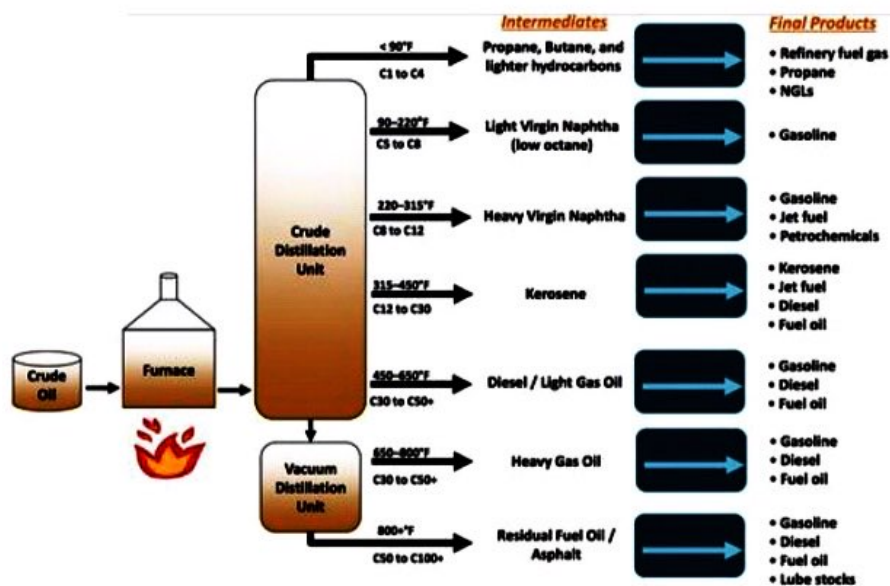 Intermediates
Final Products
< 90°F
C1 to C4
Propane, Butane, and
lighter hydrocarbons
• Refinery fuel gas
• Propane
• NGLs
90–220°F
C5 to C8
Light Virgin Naphtha
(low octane)
• Gasoline
220–315°F
C8 to C12
Heavy Virgin Naphtha
• Gasoline
• Jet fuel
• Petrochemicals
Crude
Distillation
Unit
315–450°F
C12 to C30
Kerosene
• Kerosene
• Jet fuel
• Diesel
• Fuel oil
Crude
Oil
Furnace
450–650°F
C30 to C50+
Diesel / Light Gas Oil
• Gasoline
• Diesel
• Fuel oil
Vacuum
Distillation
Unit
650–800°F
C30 to C50+
Heavy Gas Oil
• Gasoline
• Diesel
• Fuel oil
800+°F
C50 to C100+
Residual Fuel Oil /
Asphalt
• Gasoline
• Diesel
• Fuel oil
• Lube stocks